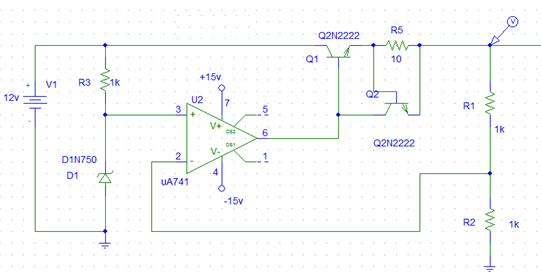 Q2N2222
R5
V
Q1
10
+
V1
R3
1k
+15v
Q2
12v
U2
7
3
+
V+
5
OS2
6
R1
1k
Q2N2222
D1N750
D1
2
-
V-
OS1
1
4
uA741
-15v
R2
1k